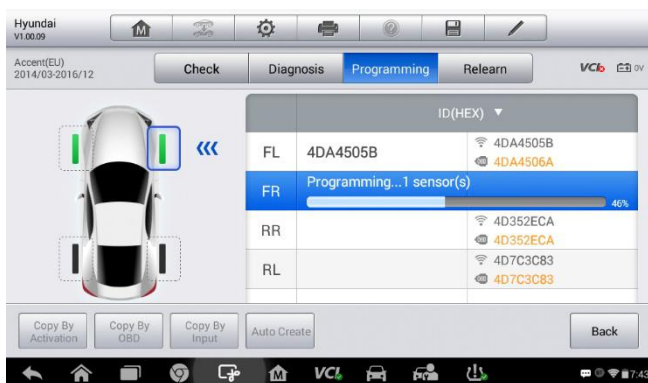 Hyundai
V1.00.09
Accent(EU)
2014/03-2016/12
Check
Diagnosis
Programming
Relearn
VCI
0V
ID(HEX) ▼
FL 4DA4505B 4DA4505B
4DA4506A
FR Programming...1 sensor(s)
46%
RR 4D352ECA
4D352ECA
RL 4D7C3C83
4D7C3C83
Copy By
Activation
Copy By
OBD
Copy By
Input
Auto Create
Back
VCI
7:43